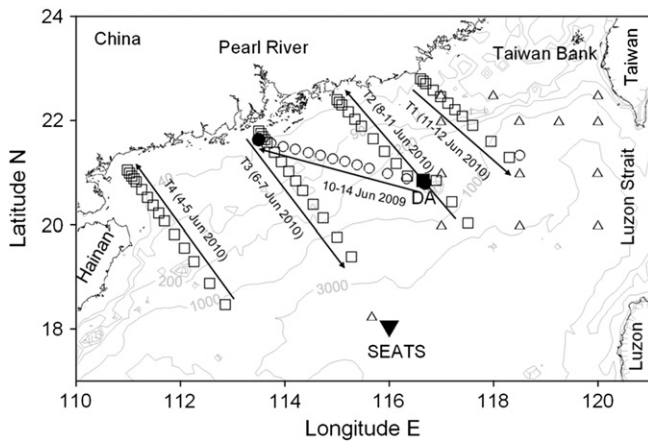 24
22
20
18
Latitude N
110
112
114
116
118
120
Longitude E
China
Pearl River
Taiwan Bank
Taiwan
Luzon Strait
Luzon
Hainan
T4 (4-5 Jun 2010)
T3 (6-7 Jun 2010)
T2 (8-11 Jun 2010)
T1 (11-12 Jun 2010)
10-14 Jun 2009
DA
SEATS
200
1000
3000
1000